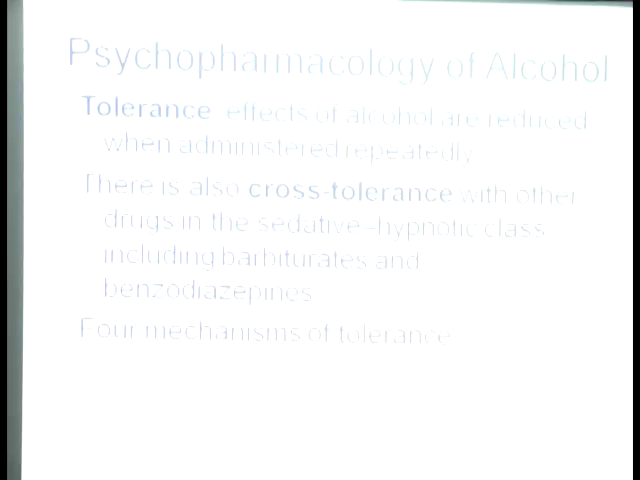 Psychopharmacology of Alcohol
Tolerance effects of alcohol are reduced
when administered repeatedly
There is also cross-tolerance with other
drugs in the sedative-hypnotic class
including barbiturates and
benzodiazepines
Four mechanisms of tolerance